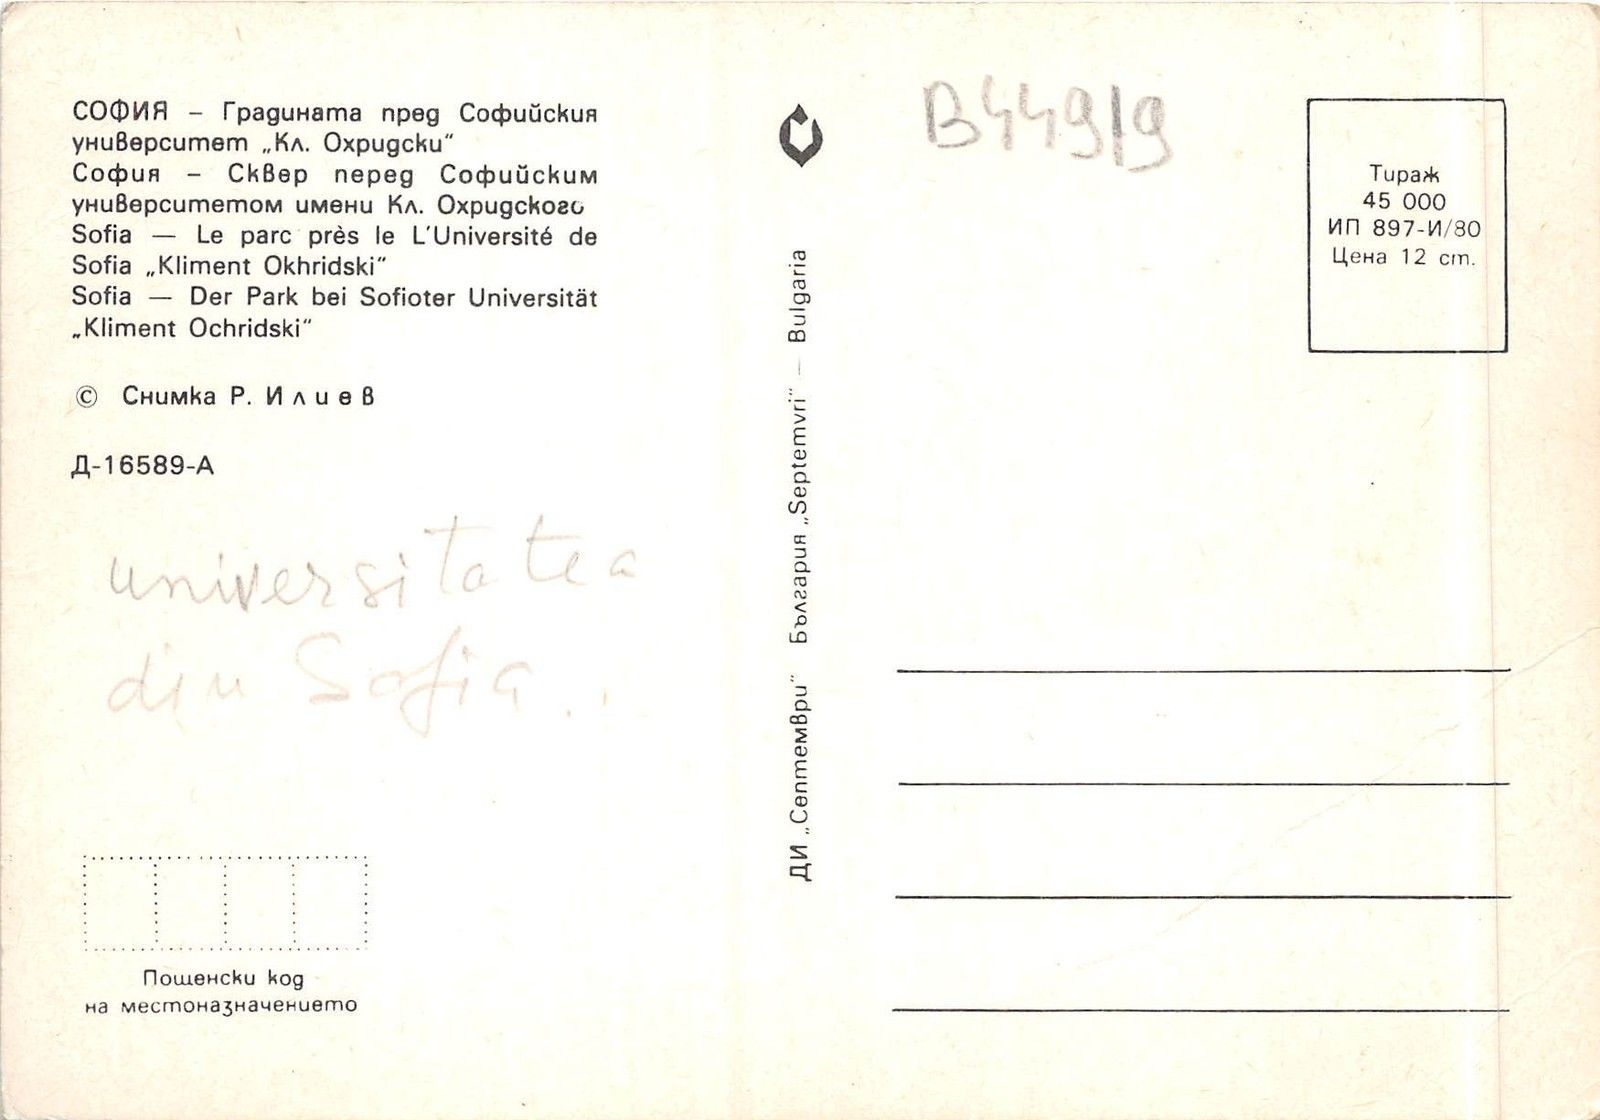 СОФИЯ – Градината пред Софийския
университет „Кл. Охридски“
София – Сквер перед Софийским
университетом имени Кл. Охридского
Sofia — Le parc près le L'Université de
Sofia „Kliment Okhridski“
Sofia — Der Park bei Sofioter Universität
„Kliment Ochridski“
© Снимка Р. Илиев
Д-16589-А
universitatea
din Sofia..
Пощенски код
на местоназначението
ДИ „Септември“ България „Septemvri“ — Bulgaria
B44919
Тираж
45 000
ИП 897-И/80
Цена 12 ст.